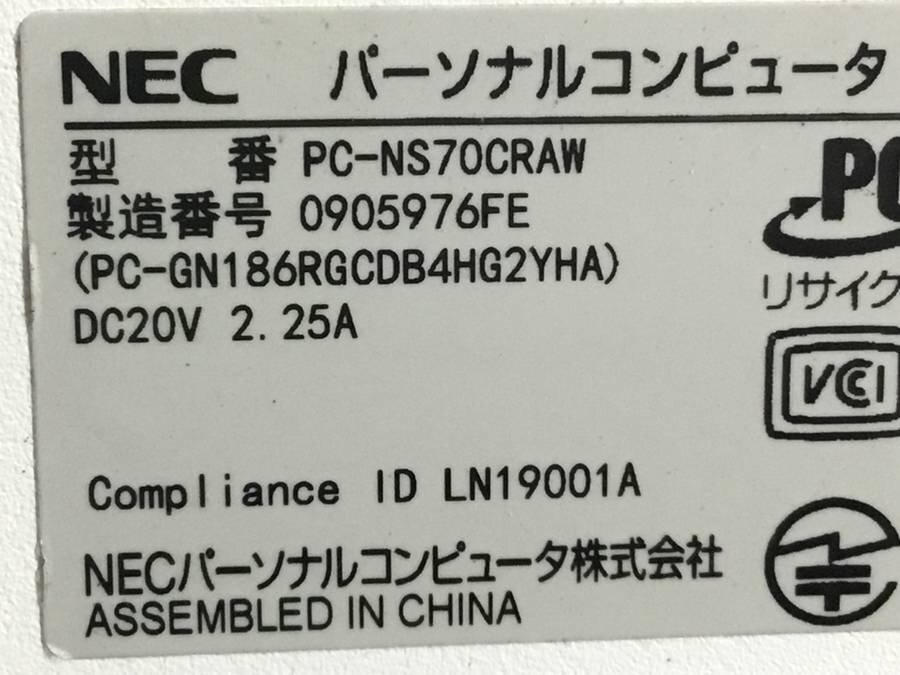 NEC パーソナルコンピュータ
型 番 PC-NS70CRAW
製造番号 0905976FE
(PC-GN186RGCDB4HG2YHA)
DC20V 2.25A
PC
リサイク
VCCI
Compliance ID LN19001A
NECパーソナルコンピュータ株式会社
ASSEMBLED IN CHINA